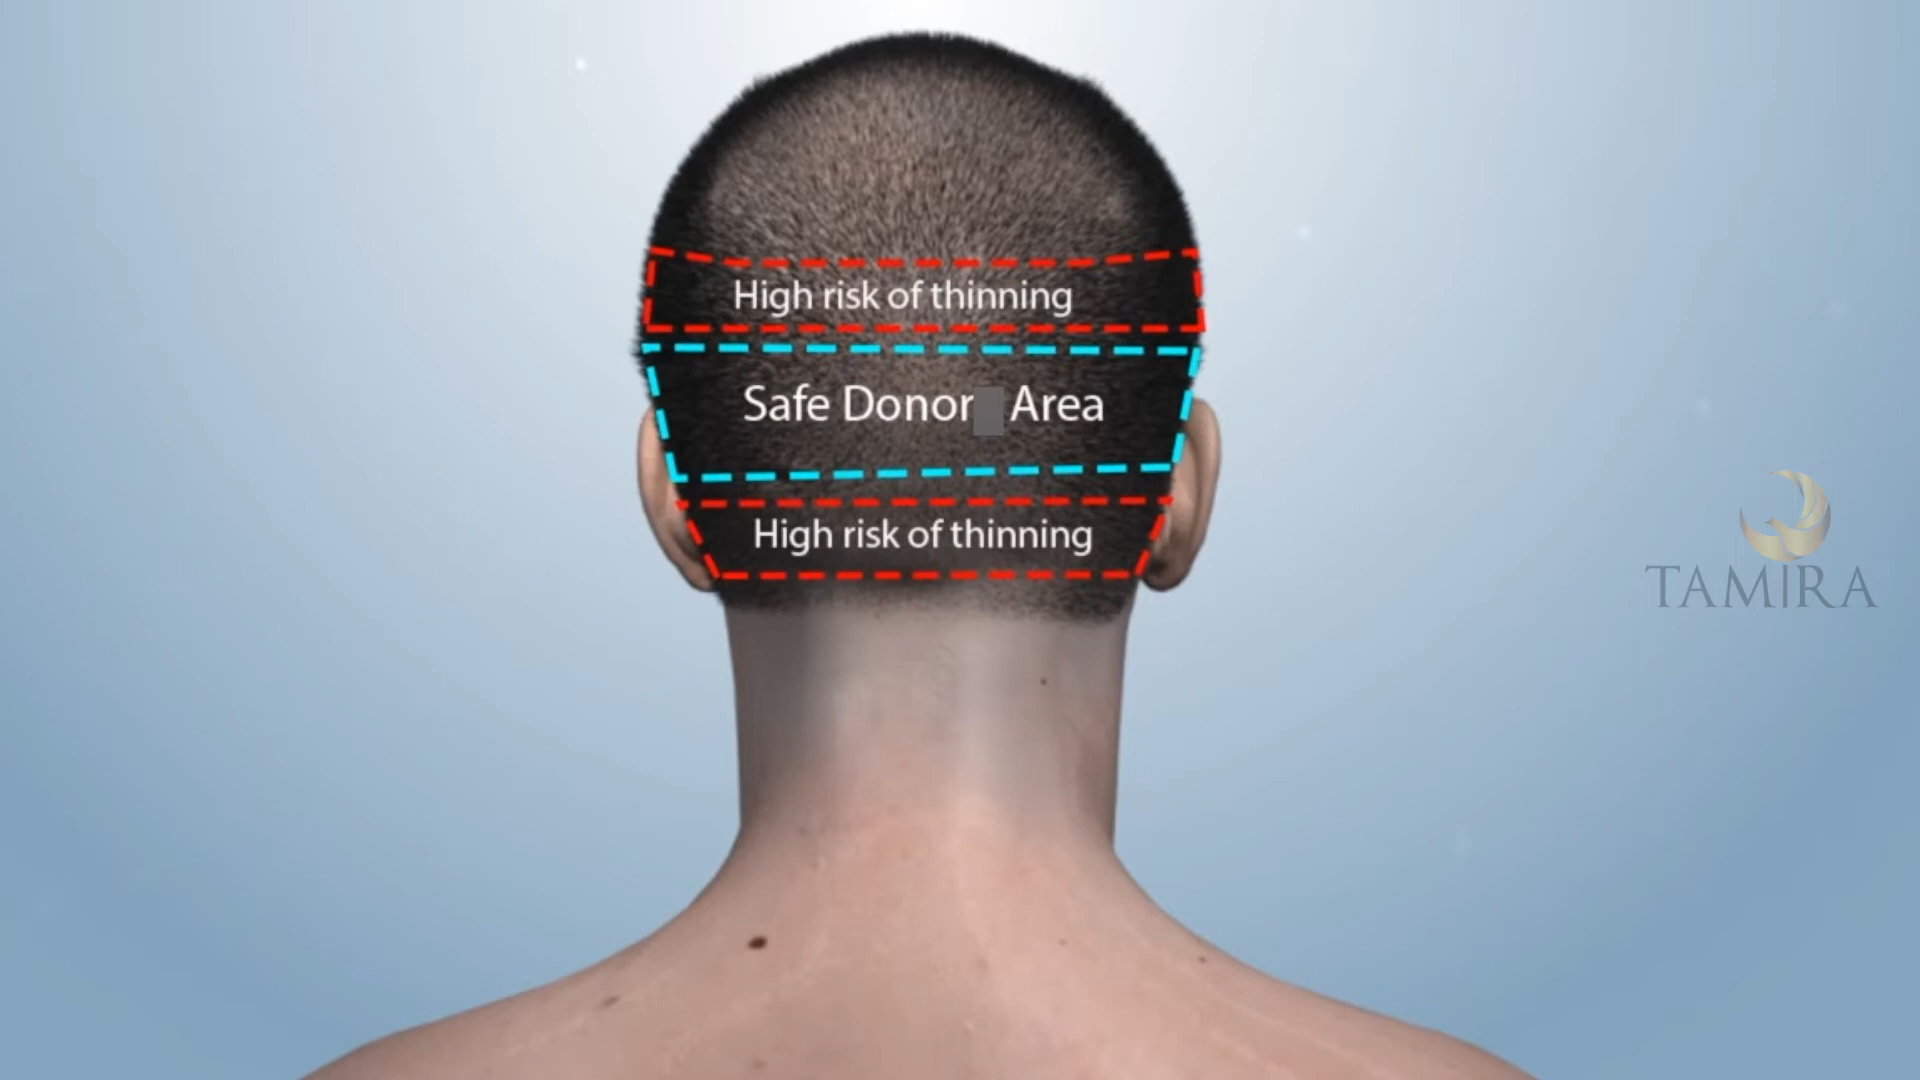 High risk of thinning
Safe Donor Area
High risk of thinning
TAMIRA